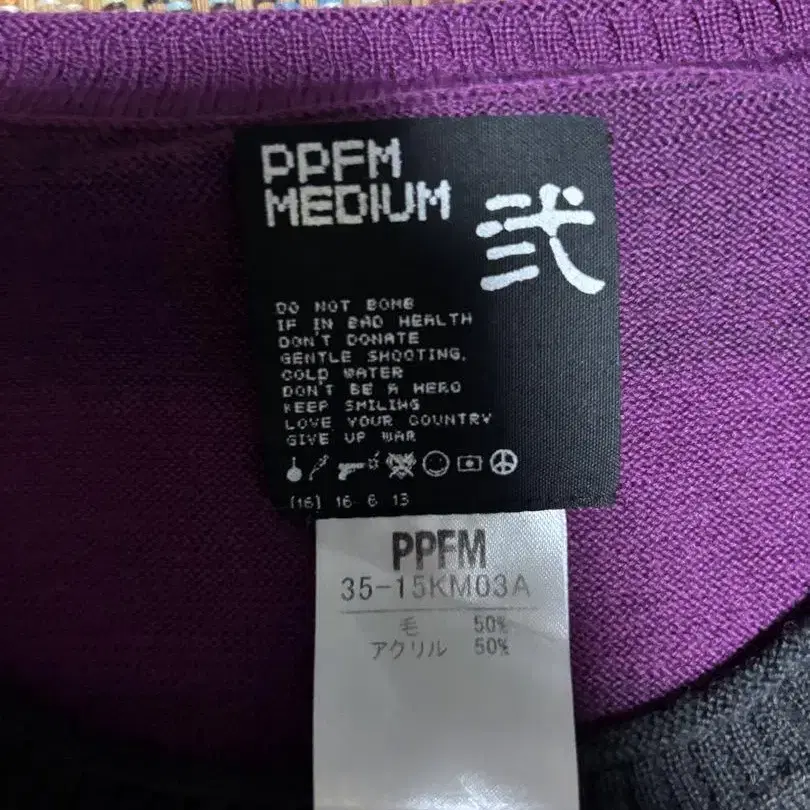 PPFM
MEDIUM
弐
DO NOT BOMB
IF IN BAD HEALTH
DON'T DONATE
GENTLE SHOOTING,
COLD WATER
DON'T BE A HERO
KEEP SMILING
LOVE YOUR COUNTRY
GIVE UP WAR
(16) 16 6 13
PPFM
35-15KM03A
毛 50%
アクリル 50%